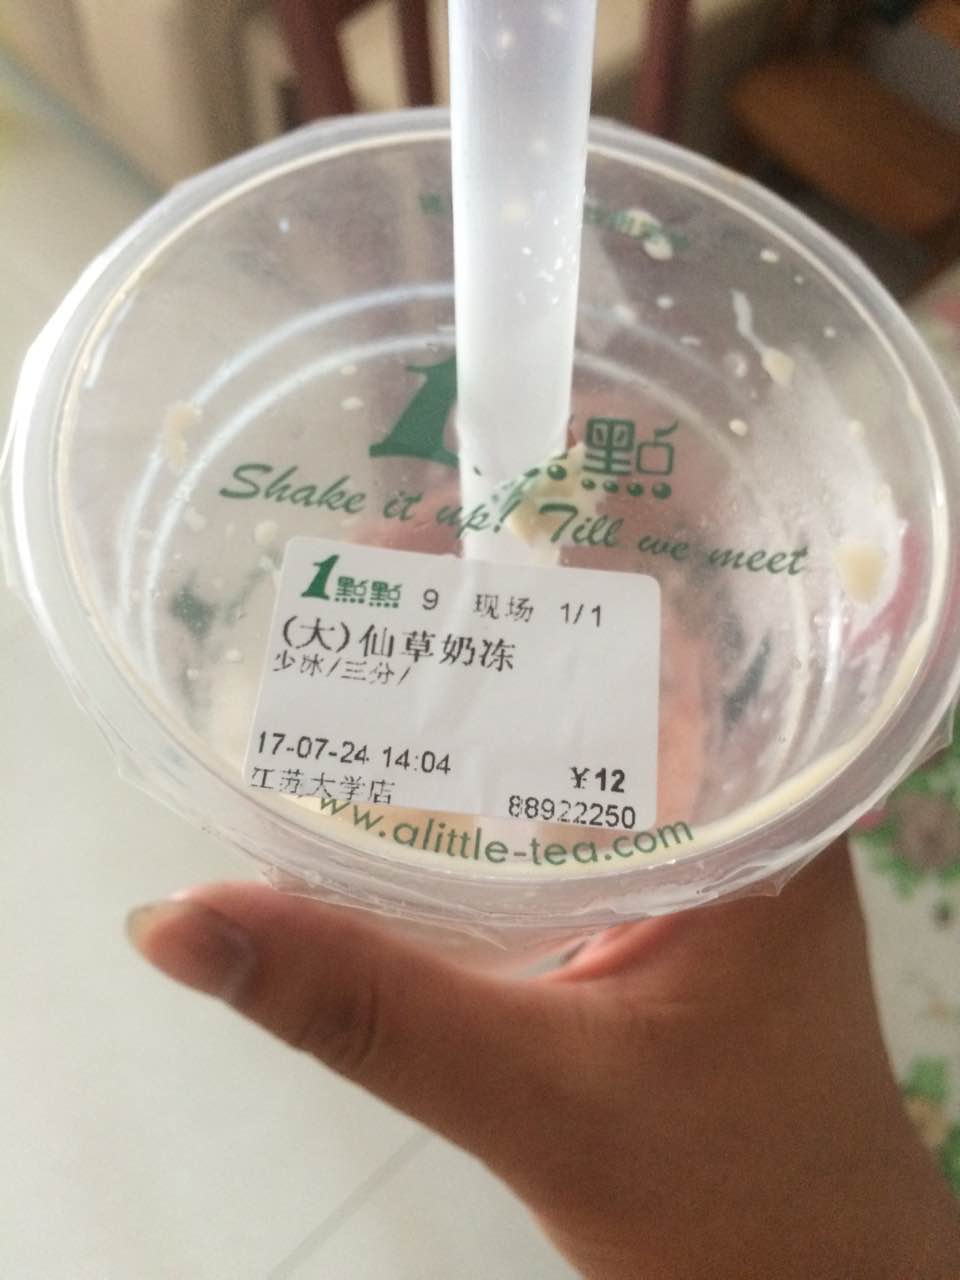 1點
Shake it up! Till we meet
1點點 9 现场 1/1
(大)仙草奶冻
少冰/三分/
17-07-24 14:04
¥12
江苏大学店
88922250
www.alittle-tea.com